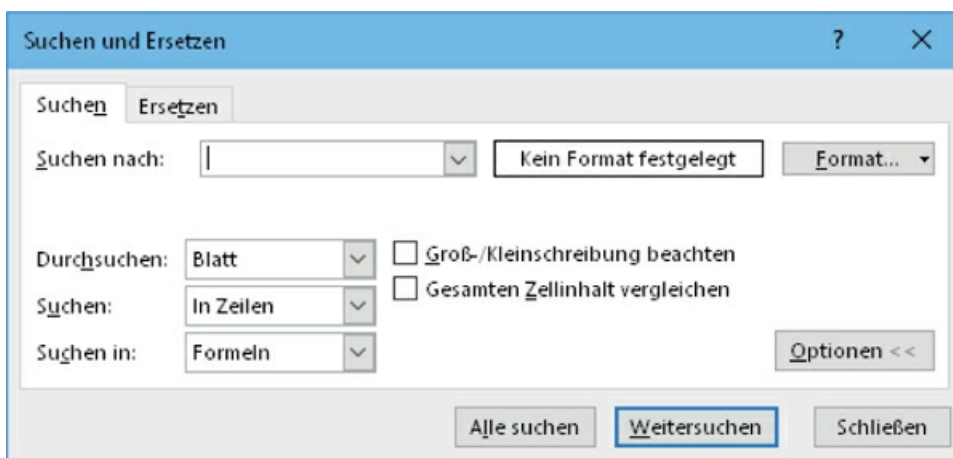 Suchen und Ersetzen ?
Suchen Ersetzen
Suchen nach: Kein Format festgelegt Format...
Durchsuchen: Blatt Groß-/Kleinschreibung beachten
Suchen: In Zeilen Gesamten Zellinhalt vergleichen
Suchen in: Formeln Optionen <<
Alle suchen Weitersuchen Schließen